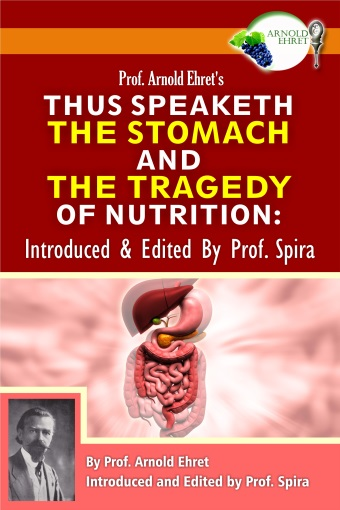 ARNOLD
EHRET
Prof. Arnold Ehret's
THUS SPEAKETH
THE STOMACH
AND
THE TRAGEDY
OF NUTRITION:
Introduced & Edited By Prof. Spira
By Prof. Arnold Ehret
Introduced and Edited by Prof. Spira